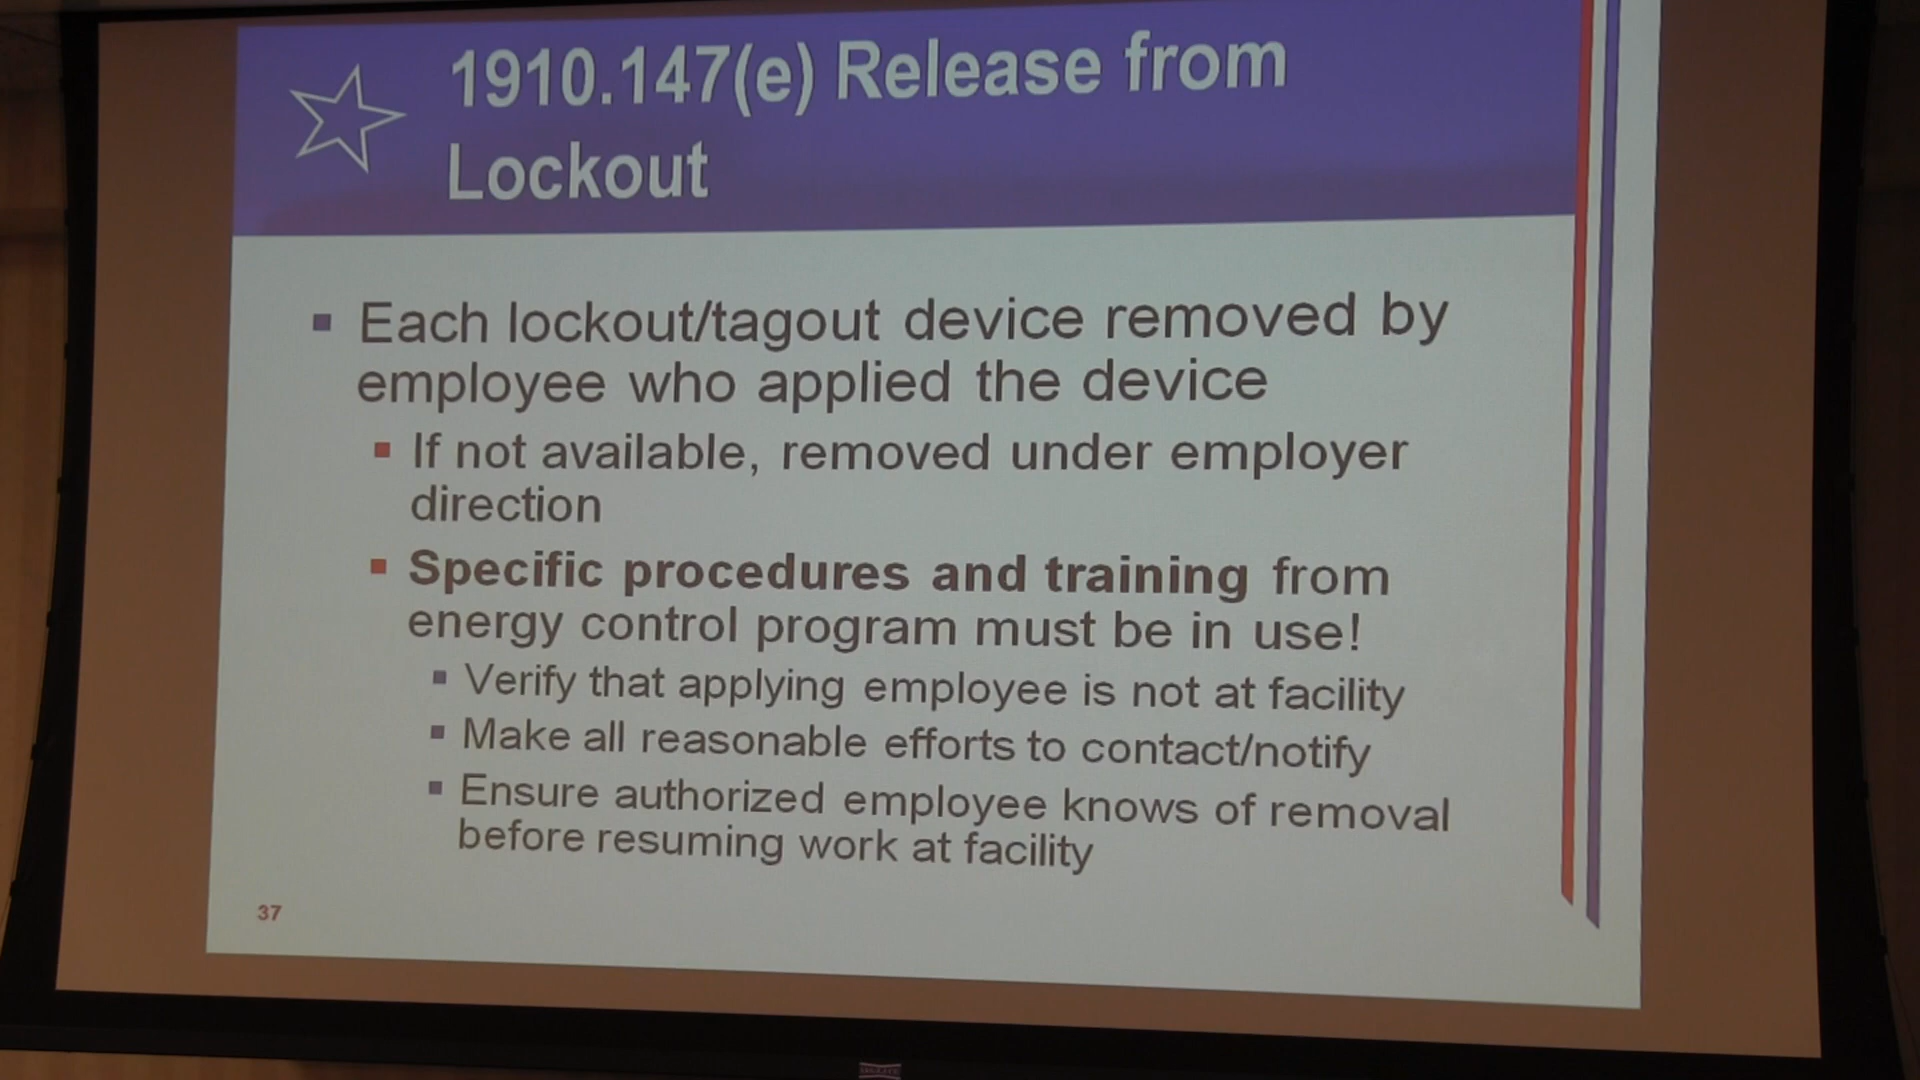 1910.147(e) Release from
Lockout
Each lockout/tagout device removed by
employee who applied the device
If not available, removed under employer
direction
Specific procedures and training from
energy control program must be in use!
Verify that applying employee is not at facility
Make all reasonable efforts to contact/notify
Ensure authorized employee knows of removal
before resuming work at facility
37